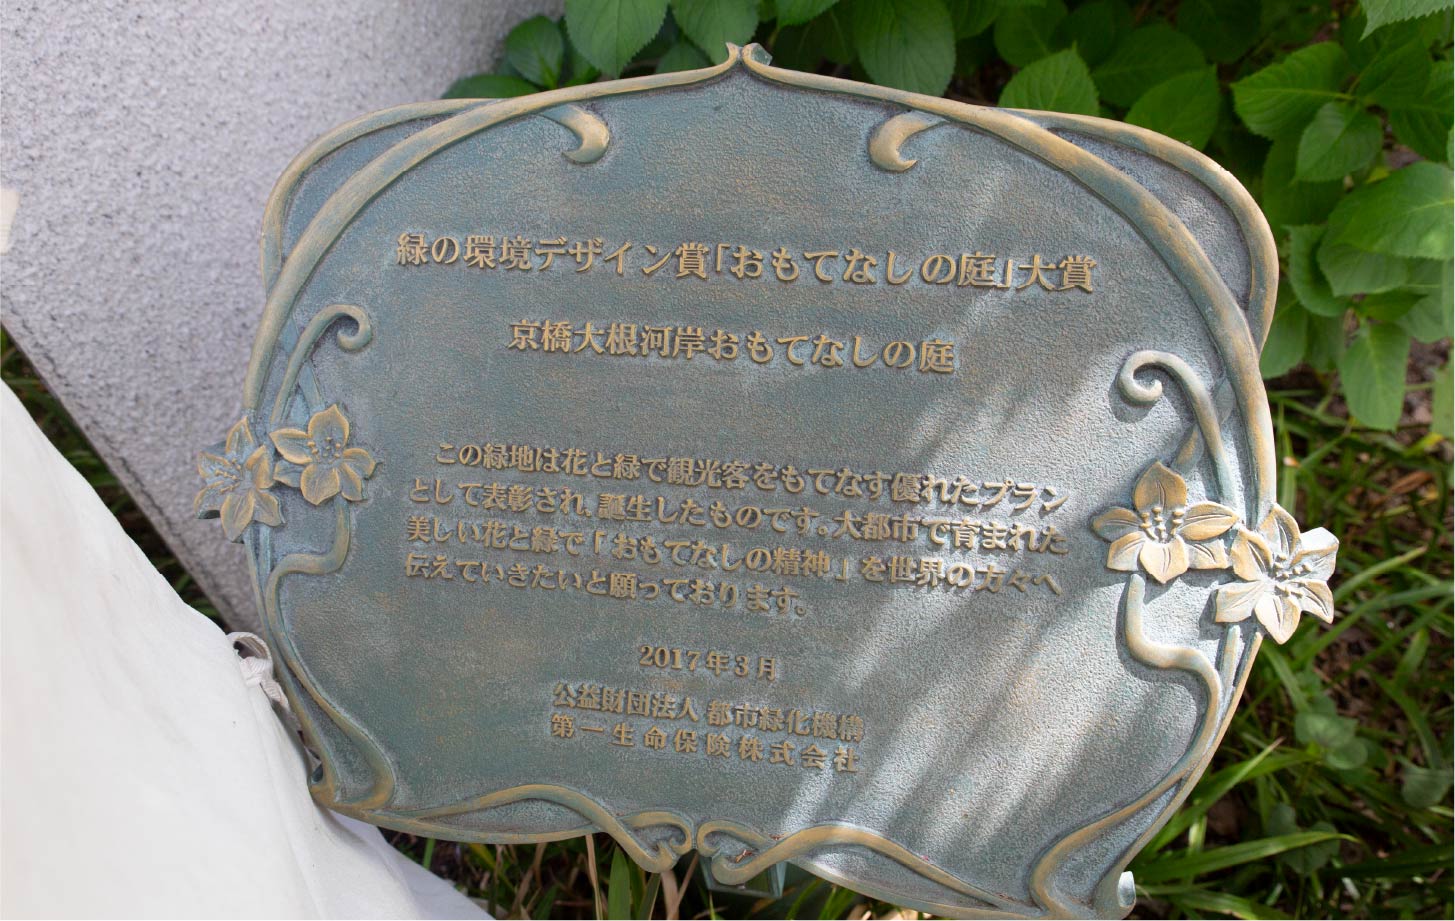 緑の環境デザイン賞「おもてなしの庭」大賞
京橋大根河岸おもてなしの庭
この緑地は花と緑で観光客をもてなす優れたプラン
として表彰され、誕生したものです。大都市で育まれた
美しい花と緑で「おもてなしの精神」を世界の方々へ
伝えていきたいと願っております。
2017年3月
公益財団法人 都市緑化機構
第一生命保険株式会社